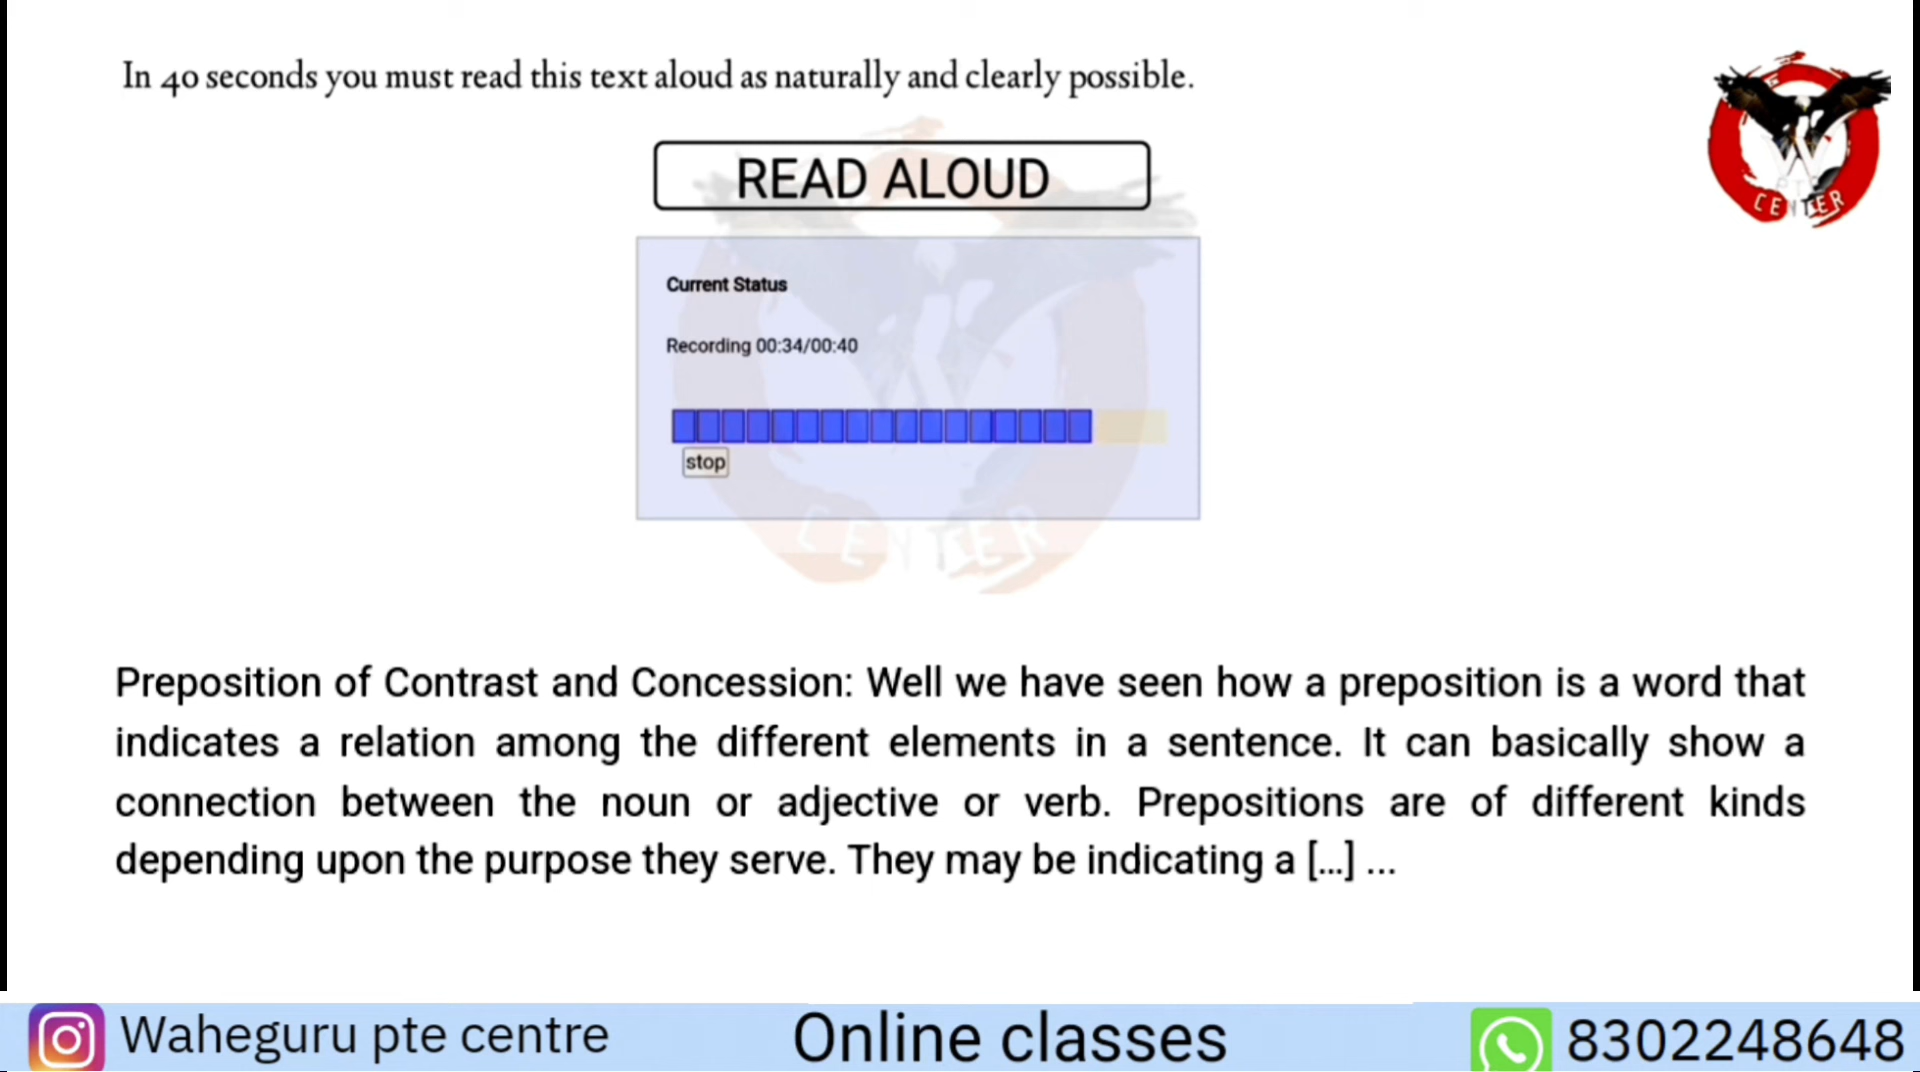 In 40 seconds you must read this text aloud as naturally and clearly possible.
READ ALOUD
Current Status
Recording 00:34/00:40
stop
CENTER
CENTER
Preposition of Contrast and Concession: Well we have seen how a preposition is a word that
indicates a relation among the different elements in a sentence. It can basically show a
connection between the noun or adjective or verb. Prepositions are of different kinds
depending upon the purpose they serve. They may be indicating a [...] ...
Waheguru pte centre
Online classes
8302248648